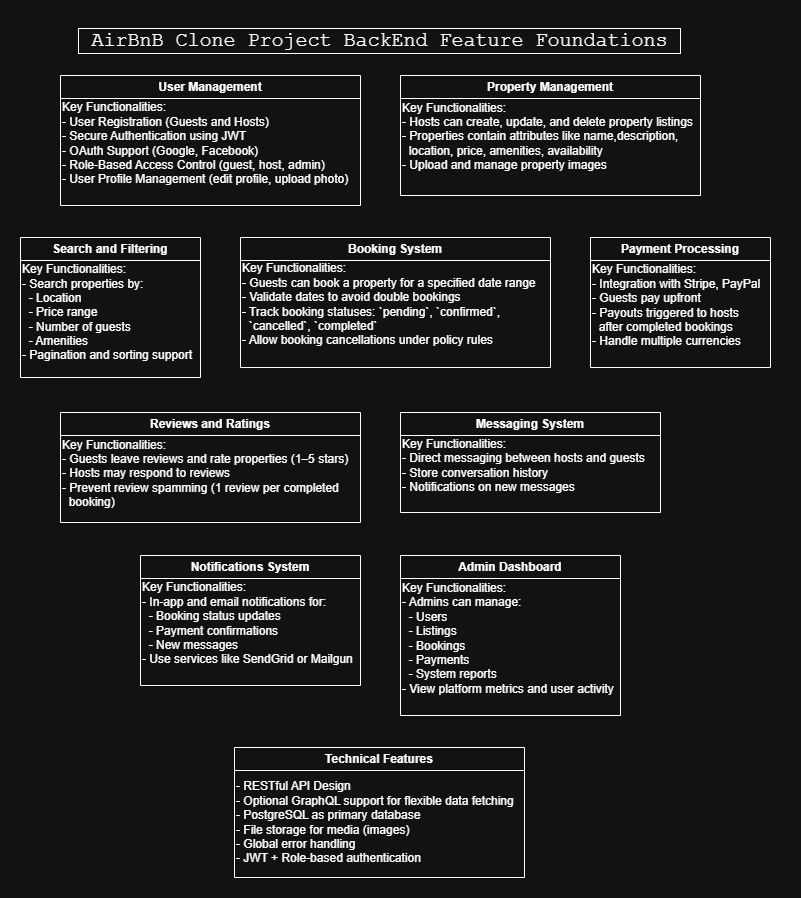 AirBnB Clone Project BackEnd Feature Foundations
User Management
Key Functionalities:
- User Registration (Guests and Hosts)
- Secure Authentication using JWT
- OAuth Support (Google, Facebook)
- Role-Based Access Control (guest, host, admin)
- User Profile Management (edit profile, upload photo)
Property Management
Key Functionalities:
- Hosts can create, update, and delete property listings
- Properties contain attributes like name,description,
location, price, amenities, availability
- Upload and manage property images
Search and Filtering
Key Functionalities:
- Search properties by:
- Location
- Price range
- Number of guests
- Amenities
- Pagination and sorting support
Booking System
Key Functionalities:
- Guests can book a property for a specified date range
- Validate dates to avoid double bookings
- Track booking statuses: `pending`, `confirmed`,
`cancelled`, `completed`
- Allow booking cancellations under policy rules
Payment Processing
Key Functionalities:
- Integration with Stripe, PayPal
- Guests pay upfront
- Payouts triggered to hosts
after completed bookings
- Handle multiple currencies
Reviews and Ratings
Key Functionalities:
- Guests leave reviews and rate properties (1–5 stars)
- Hosts may respond to reviews
- Prevent review spamming (1 review per completed
booking)
Messaging System
Key Functionalities:
- Direct messaging between hosts and guests
- Store conversation history
- Notifications on new messages
Notifications System
Key Functionalities:
- In-app and email notifications for:
- Booking status updates
- Payment confirmations
- New messages
- Use services like SendGrid or Mailgun
Admin Dashboard
Key Functionalities:
- Admins can manage:
- Users
- Listings
- Bookings
- Payments
- System reports
- View platform metrics and user activity
Technical Features
- RESTful API Design
- Optional GraphQL support for flexible data fetching
- PostgreSQL as primary database
- File storage for media (images)
- Global error handling
- JWT + Role-based authentication